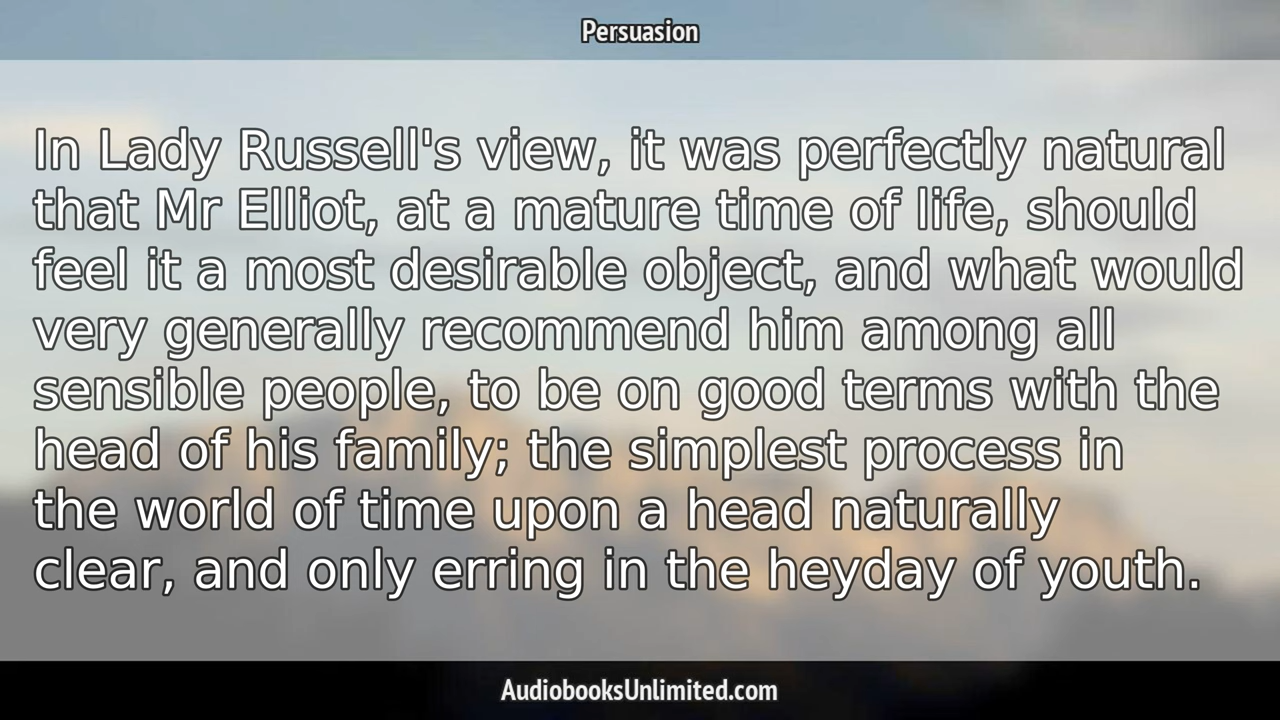 Persuasion
In Lady Russell's view, it was perfectly natural
that Mr Elliot, at a mature time of life, should
feel it a most desirable object, and what would
very generally recommend him among all
sensible people, to be on good terms with the
head of his family; the simplest process in
the world of time upon a head naturally
clear, and only erring in the heyday of youth.
AudiobooksUnlimited.com